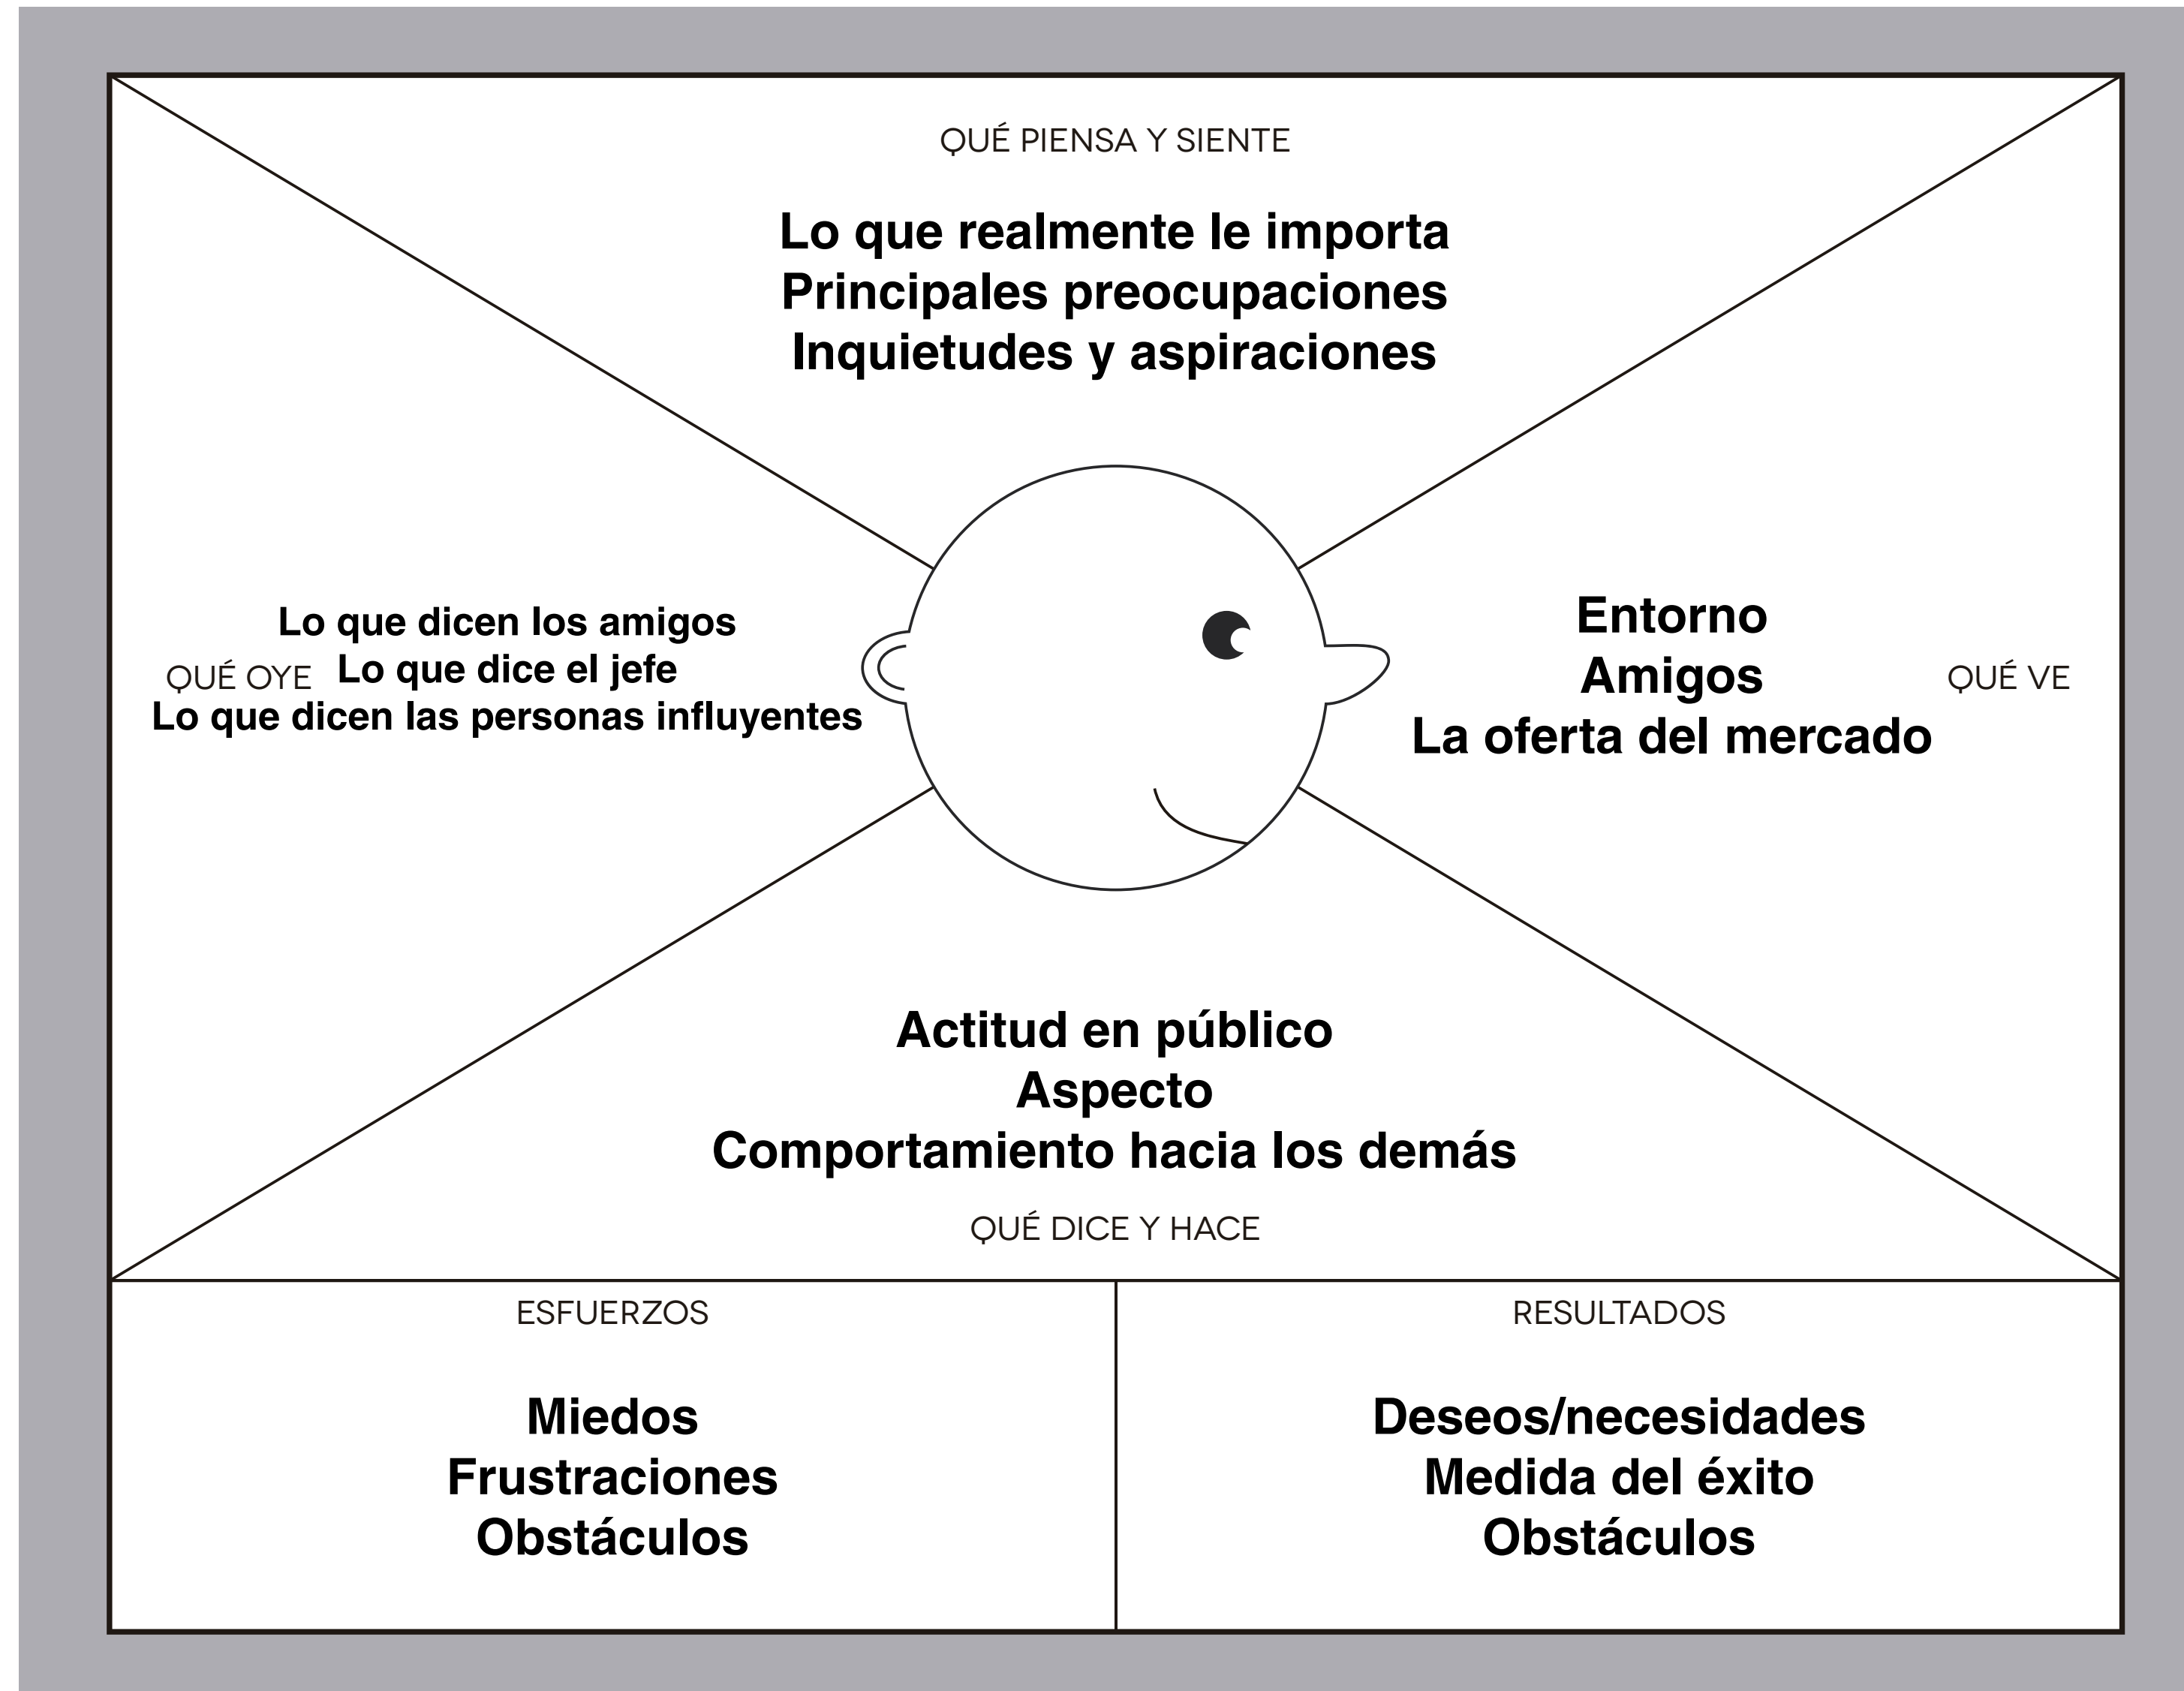 QUÉ PIENSA Y SIENTE
Lo que realmente le importa
Principales preocupaciones
Inquietudes y aspiraciones
QUÉ OYE
Lo que dicen los amigos
Lo que dice el jefe
Lo que dicen las personas influyentes
Entorno
Amigos
La oferta del mercado
QUÉ VE
Actitud en público
Aspecto
Comportamiento hacia los demás
QUÉ DICE Y HACE
ESFUERZOS
Miedos
Frustraciones
Obstáculos
RESULTADOS
Deseos/necesidades
Medida del éxito
Obstáculos